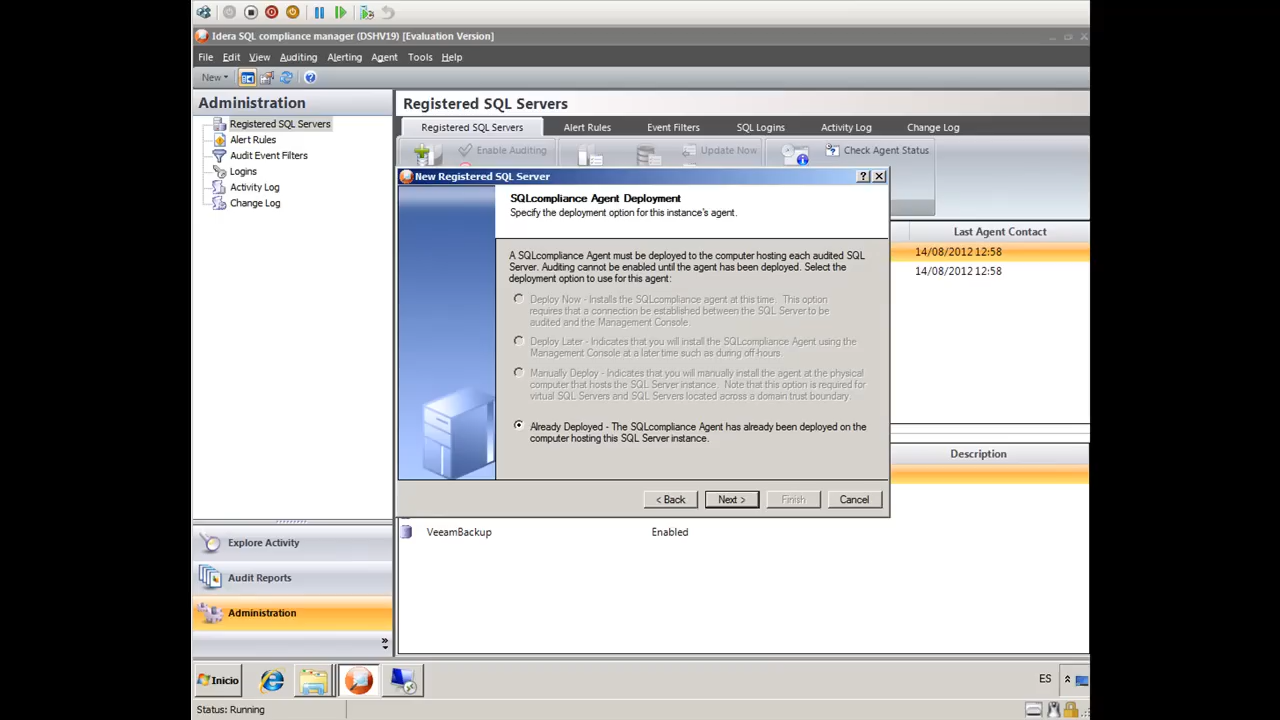 Idera SQL compliance manager (DSHV19) [Evaluation Version]
File Edit View Auditing Alerting Agent Tools Help
New
Administration
Registered SQL Servers
Registered SQL Servers
Alert Rules
Audit Event Filters
Logins
Activity Log
Change Log
Registered SQL Servers Alert Rules Event Filters SQL Logins Activity Log Change Log
Enable Auditing Update Now Check Agent Status
New Registered SQL Server
SQLcompliance Agent Deployment
Specify the deployment option for this instance's agent.
A SQLcompliance Agent must be deployed to the computer hosting each audited SQL
Server. Auditing cannot be enabled until the agent has been deployed. Select the
deployment option to use for this agent:
Deploy Now - Installs the SQLcompliance agent at this time. This option
requires that a connection be established between the SQL Server to be
audited and the Management Console.
Deploy Later - Indicates that you will install the SQLcompliance Agent using the
Management Console at a later time such as during off-hours.
Manually Deploy - Indicates that you will manually install the agent at the physical
computer that hosts the SQL Server instance. Note that this option is required for
virtual SQL Servers and SQL Servers located across a domain trust boundary.
Already Deployed - The SQLcompliance Agent has already been deployed on the
computer hosting this SQL Server instance.
< Back Next > Finish Cancel
Last Agent Contact
14/08/2012 12:58
14/08/2012 12:58
Description
VeeamBackup Enabled
Explore Activity
Audit Reports
Administration
Inicio
ES
Status: Running